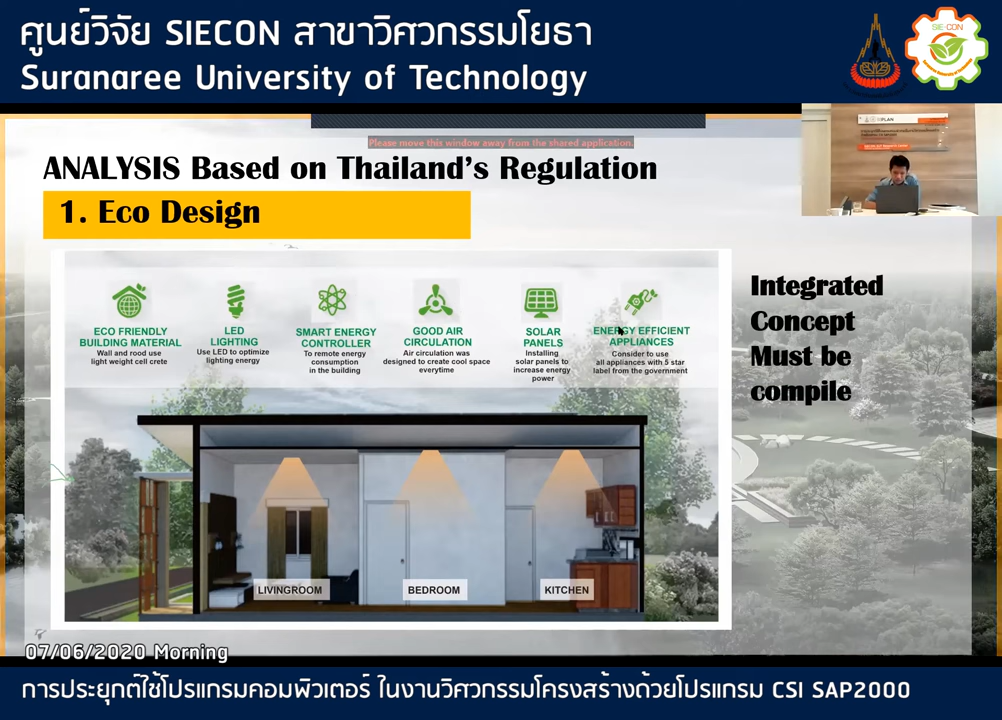 ศูนย์วิจัย SIECON สาขาวิศวกรรมโยธา
Suranaree University of Technology
SIE-CON
Please move this window away from the shared application.
ANALYSIS Based on Thailand's Regulation
1. Eco Design
ECO FRIENDLY
BUILDING MATERIAL
Wall and rood use
light weight cell crete
LED
LIGHTING
Use LED to optimize
lighting energy
SMART ENERGY
CONTROLLER
To remote energy
consumption
in the building
GOOD AIR
CIRCULATION
Air circulation was
designed to create cool space
everytime
SOLAR
PANELS
Installing
solar panels to
increase energy
power
ENERGY EFFICIENT
APPLIANCES
Consider to use
all appliances with 5 star
label from the government
Integrated
Concept
Must be
compile
LIVINGROOM
BEDROOM
KITCHEN
07/06/2020 Morning
การประยุกต์ใช้โปรแกรมคอมพิวเตอร์ ในงานวิศวกรรมโครงสร้างด้วยโปรแกรม CSI SAP2000